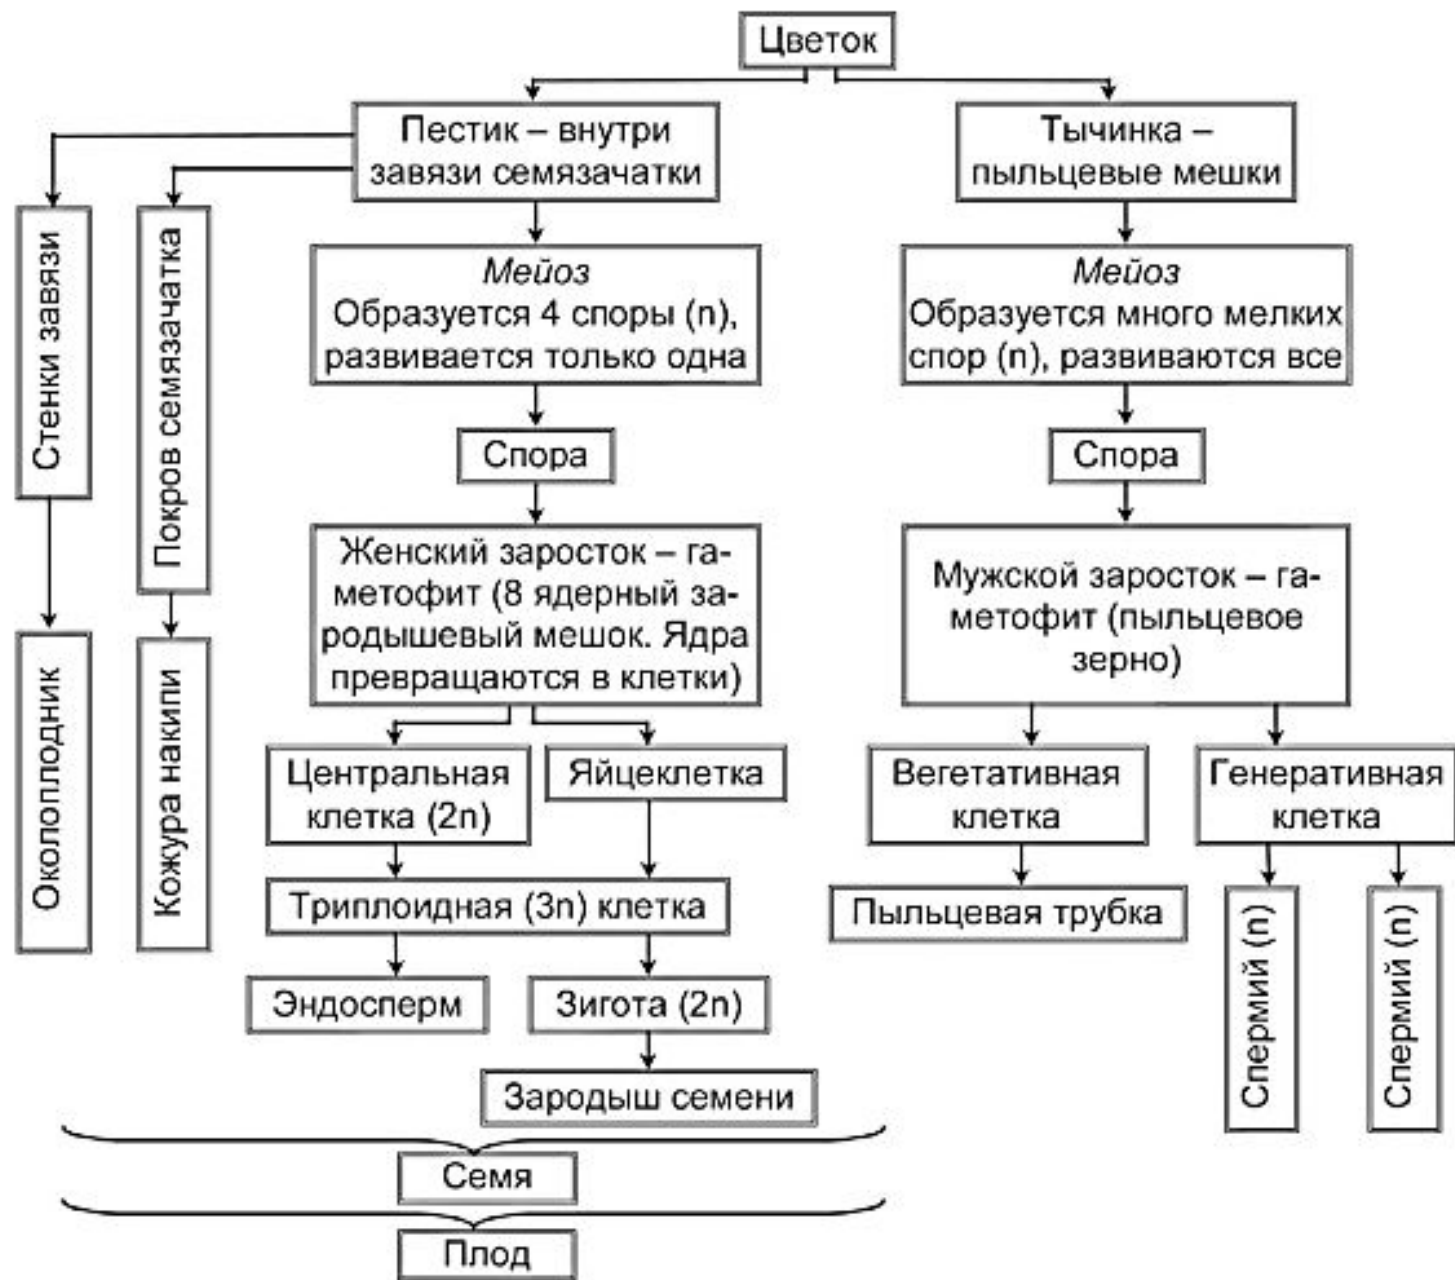 Цветок
Пестик – внутри
завязи семязачатки
Тычинка –
пыльцевые мешки
Стенки завязи
Покров семязачатка
Мейоз
Образуется 4 споры (n),
развивается только одна
Мейоз
Образуется много мелких
спор (n), развиваются все
Спора
Спора
Женский заросток – га-
метофит (8 ядерный за-
родышевый мешок. Ядра
превращаются в клетки)
Мужской заросток – га-
метофит (пыльцевое
зерно)
Околоплодник
Кожура накипи
Центральная
клетка (2n)
Яйцеклетка
Вегетативная
клетка
Генеративная
клетка
Триплоидная (3n) клетка
Пыльцевая трубка
Спермий (n)
Спермий (n)
Эндосперм
Зигота (2n)
Зародыш семени
Семя
Плод